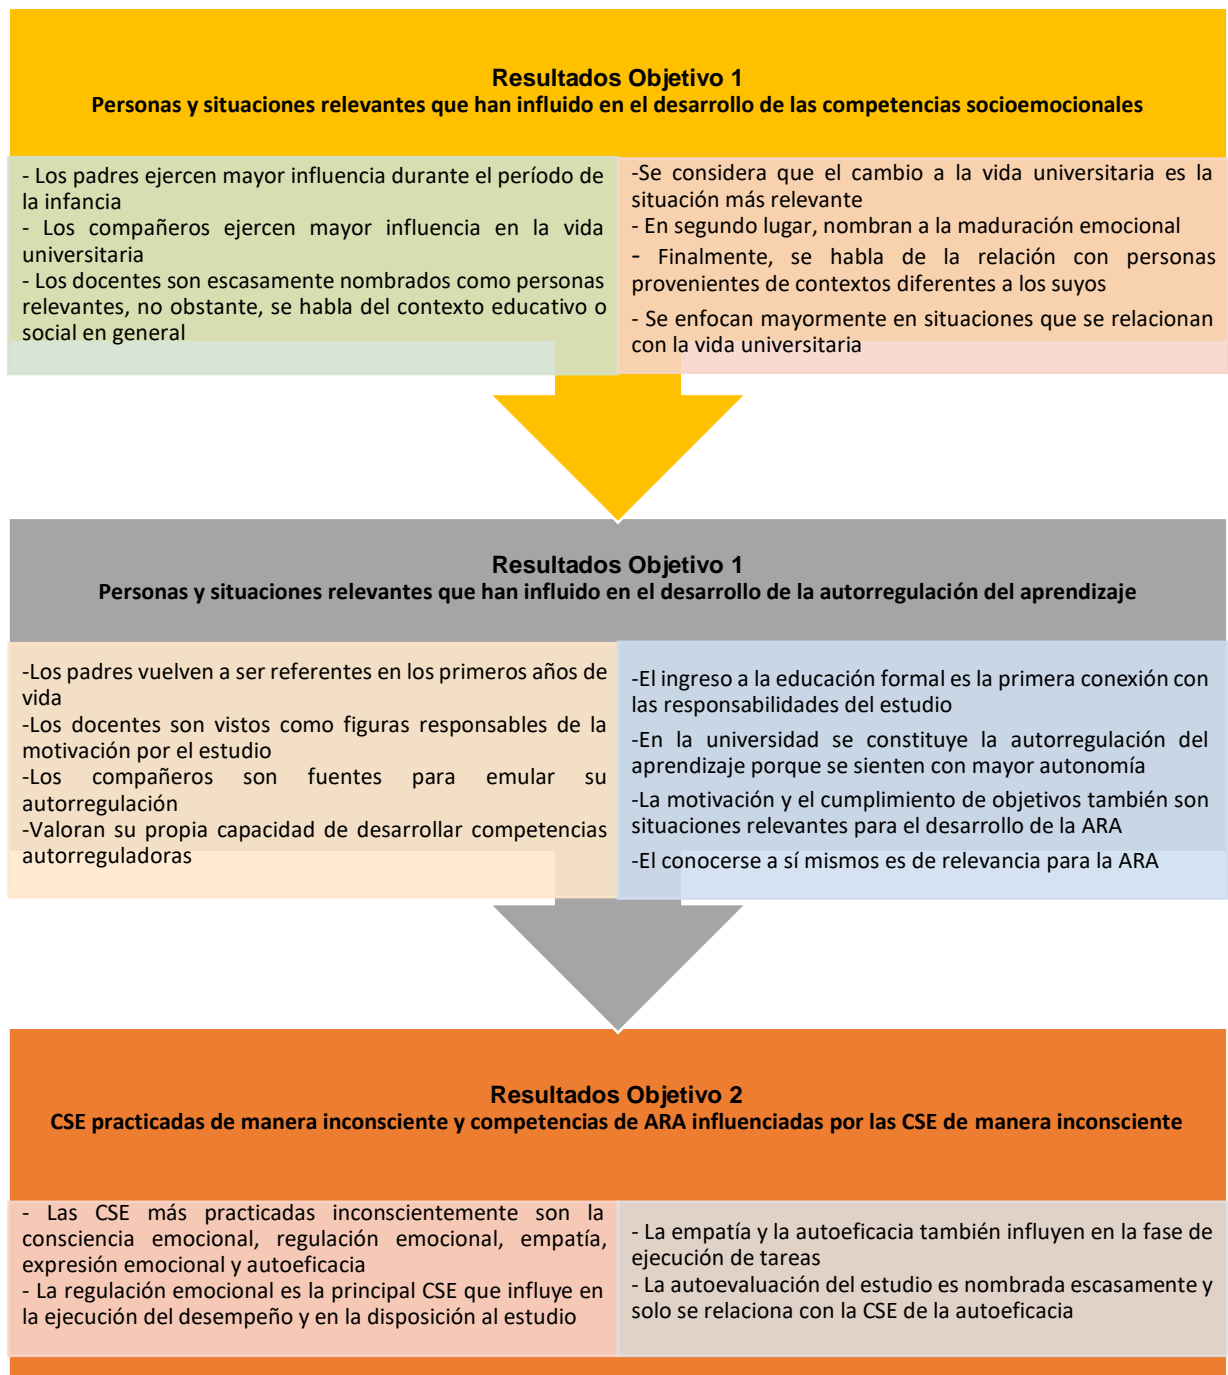 Resultados Objetivo 1
Personas y situaciones relevantes que han influido en el desarrollo de las competencias socioemocionales
- Los padres ejercen mayor influencia durante el período de
la infancia
- Los compañeros ejercen mayor influencia en la vida
universitaria
- Los docentes son escasamente nombrados como personas
relevantes, no obstante, se habla del contexto educativo o
social en general
-Se considera que el cambio a la vida universitaria es la
situación más relevante
- En segundo lugar, nombran a la maduración emocional
- Finalmente, se habla de la relación con personas
provenientes de contextos diferentes a los suyos
- Se enfocan mayormente en situaciones que se relacionan
con la vida universitaria
Resultados Objetivo 1
Personas y situaciones relevantes que han influido en el desarrollo de la autorregulación del aprendizaje
-Los padres vuelven a ser referentes en los primeros años de
vida
-Los docentes son vistos como figuras responsables de la
motivación por el estudio
-Los compañeros son fuentes para emular su
autorregulación
-Valoran su propia capacidad de desarrollar competencias
autorreguladoras
-El ingreso a la educación formal es la primera conexión con
las responsabilidades del estudio
-En la universidad se constituye la autorregulación del
aprendizaje porque se sienten con mayor autonomía
-La motivación y el cumplimiento de objetivos también son
situaciones relevantes para el desarrollo de la ARA
-El conocerse a sí mismos es de relevancia para la ARA
Resultados Objetivo 2
CSE practicadas de manera inconsciente y competencias de ARA influenciadas por las CSE de manera inconsciente
- Las CSE más practicadas inconscientemente son la
consciencia emocional, regulación emocional, empatía,
expresión emocional y autoeficacia
- La regulación emocional es la principal CSE que influye en
la ejecución del desempeño y en la disposición al estudio
- La empatía y la autoeficacia también influyen en la fase de
ejecución de tareas
- La autoevaluación del estudio es nombrada escasamente y
solo se relaciona con la CSE de la autoeficacia